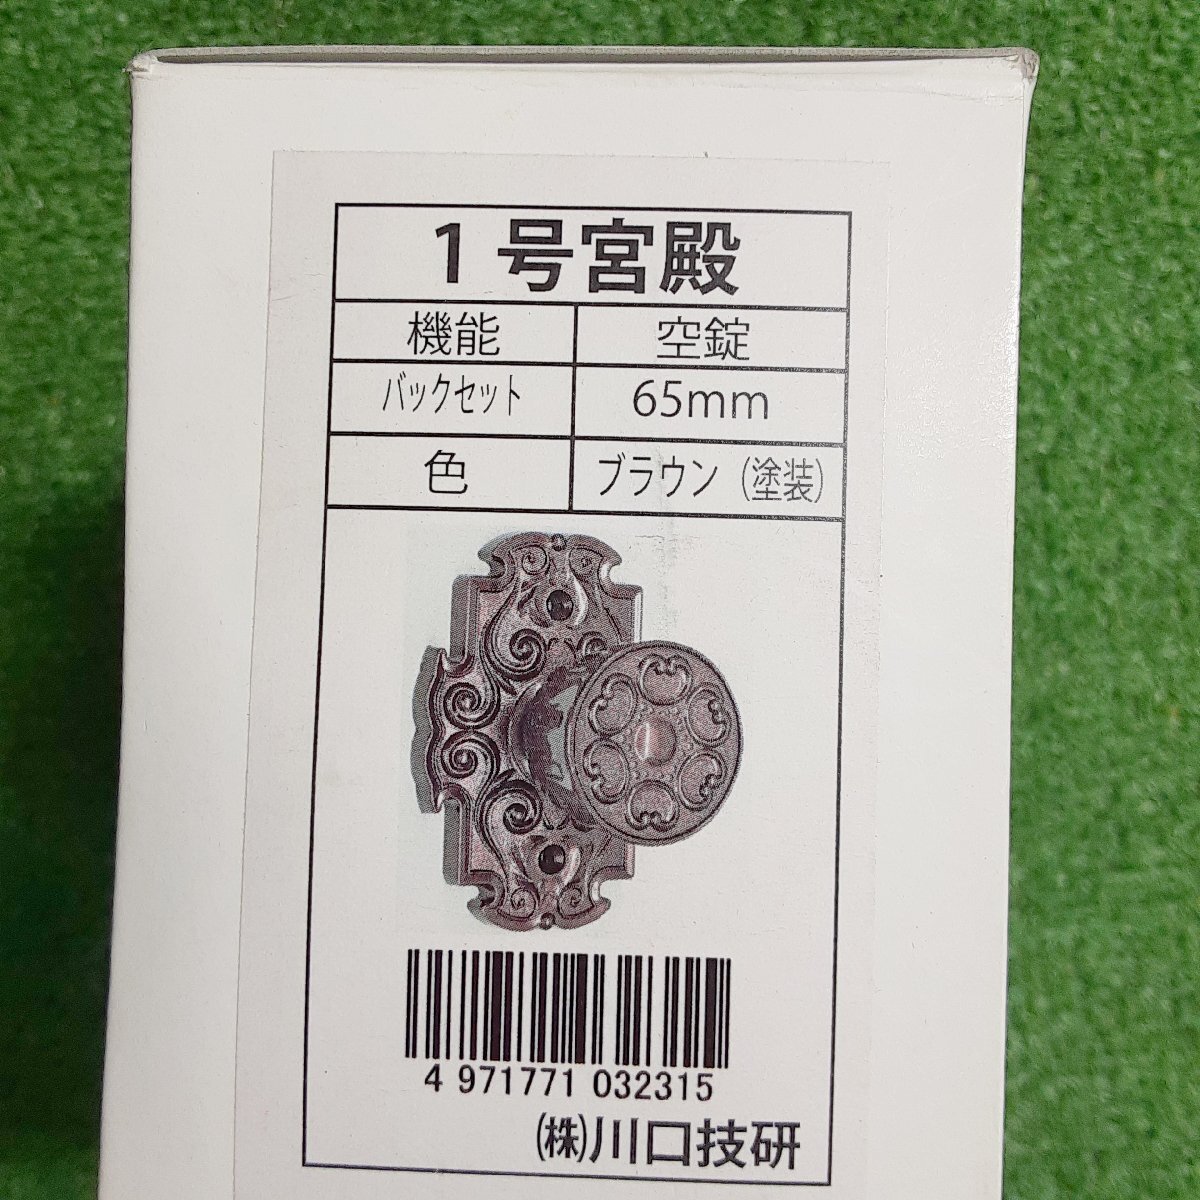 1号宮殿
機能 空錠
バックセット 65mm
色 ブラウン(塗装)
4 971771 032315
(株)川口技研